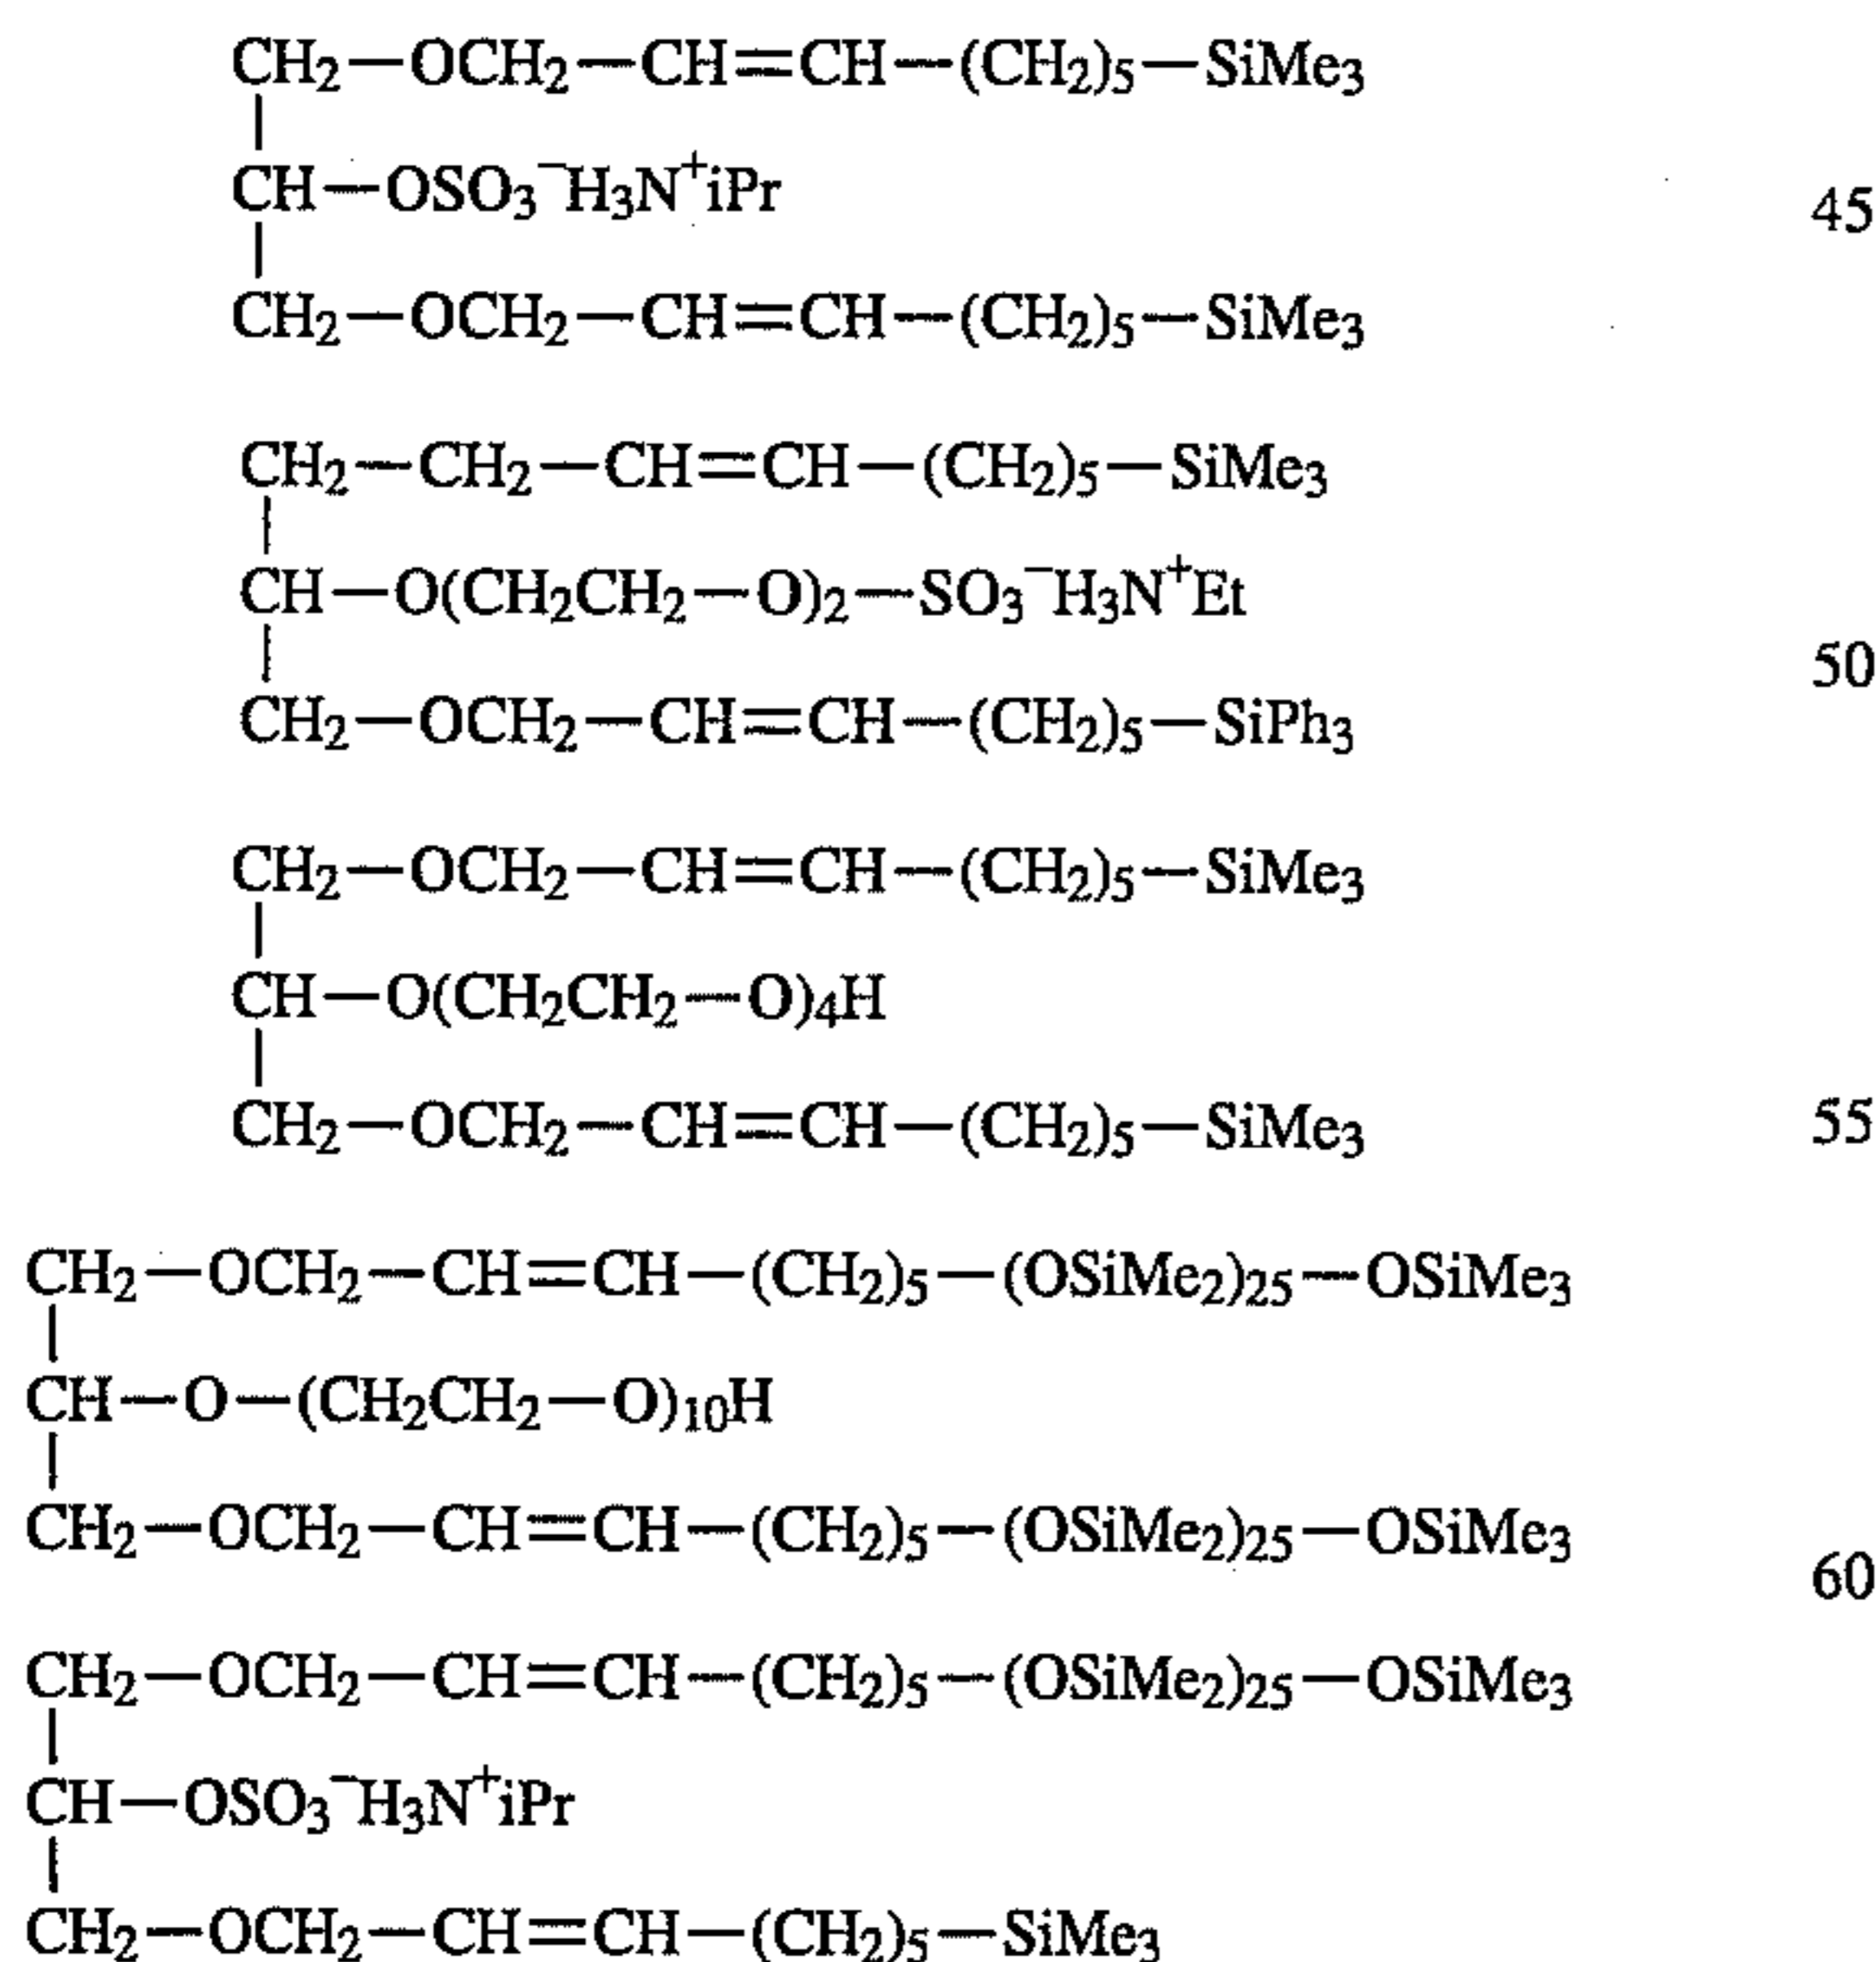 CH₂—OCH₂—CH=CH—(CH₂)₅—SiMe₃
CH—OSO₃⁻H₃N⁺iPr
45
CH₂—OCH₂—CH=CH—(CH₂)₅—SiMe₃
CH₂—CH₂—CH=CH—(CH₂)₅—SiMe₃
CH—O(CH₂CH₂—O)₂—SO₃⁻H₃N⁺Et
50
CH₂—OCH₂—CH=CH—(CH₂)₅—SiPh₃
CH₂—OCH₂—CH=CH—(CH₂)₅—SiMe₃
CH—O(CH₂CH₂—O)₄H
CH₂—OCH₂—CH=CH—(CH₂)₅—SiMe₃
55
CH₂—OCH₂—CH=CH—(CH₂)₅—(OSiMe₂)₂₅—OSiMe₃
CH—O—(CH₂CH₂—O)₁₀H
CH₂—OCH₂—CH=CH—(CH₂)₅—(OSiMe₂)₂₅—OSiMe₃
60
CH₂—OCH₂—CH=CH—(CH₂)₅—(OSiMe₂)₂₅—OSiMe₃
CH—OSO₃⁻H₃N⁺iPr
CH₂—OCH₂—CH=CH—(CH₂)₅—SiMe₃